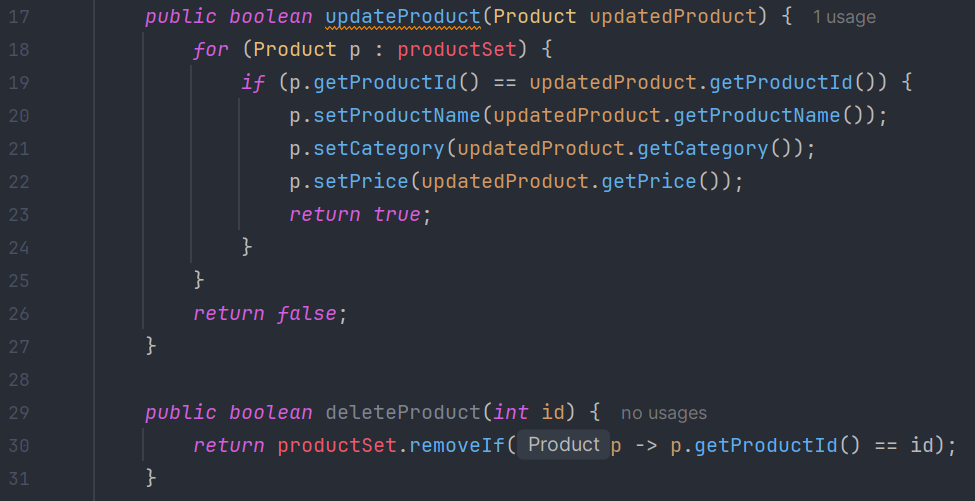 17 public boolean updateProduct(Product updatedProduct) { 1 usage
18 for (Product p : productSet) {
19 if (p.getProductId() == updatedProduct.getProductId()) {
20 p.setProductName(updatedProduct.getProductName());
21 p.setCategory(updatedProduct.getCategory());
22 p.setPrice(updatedProduct.getPrice());
23 return true;
24 }
25 }
26 return false;
27 }
28
29 public boolean deleteProduct(int id) { no usages
30 return productSet.removeIf( Product p -> p.getProductId() == id);
31 }